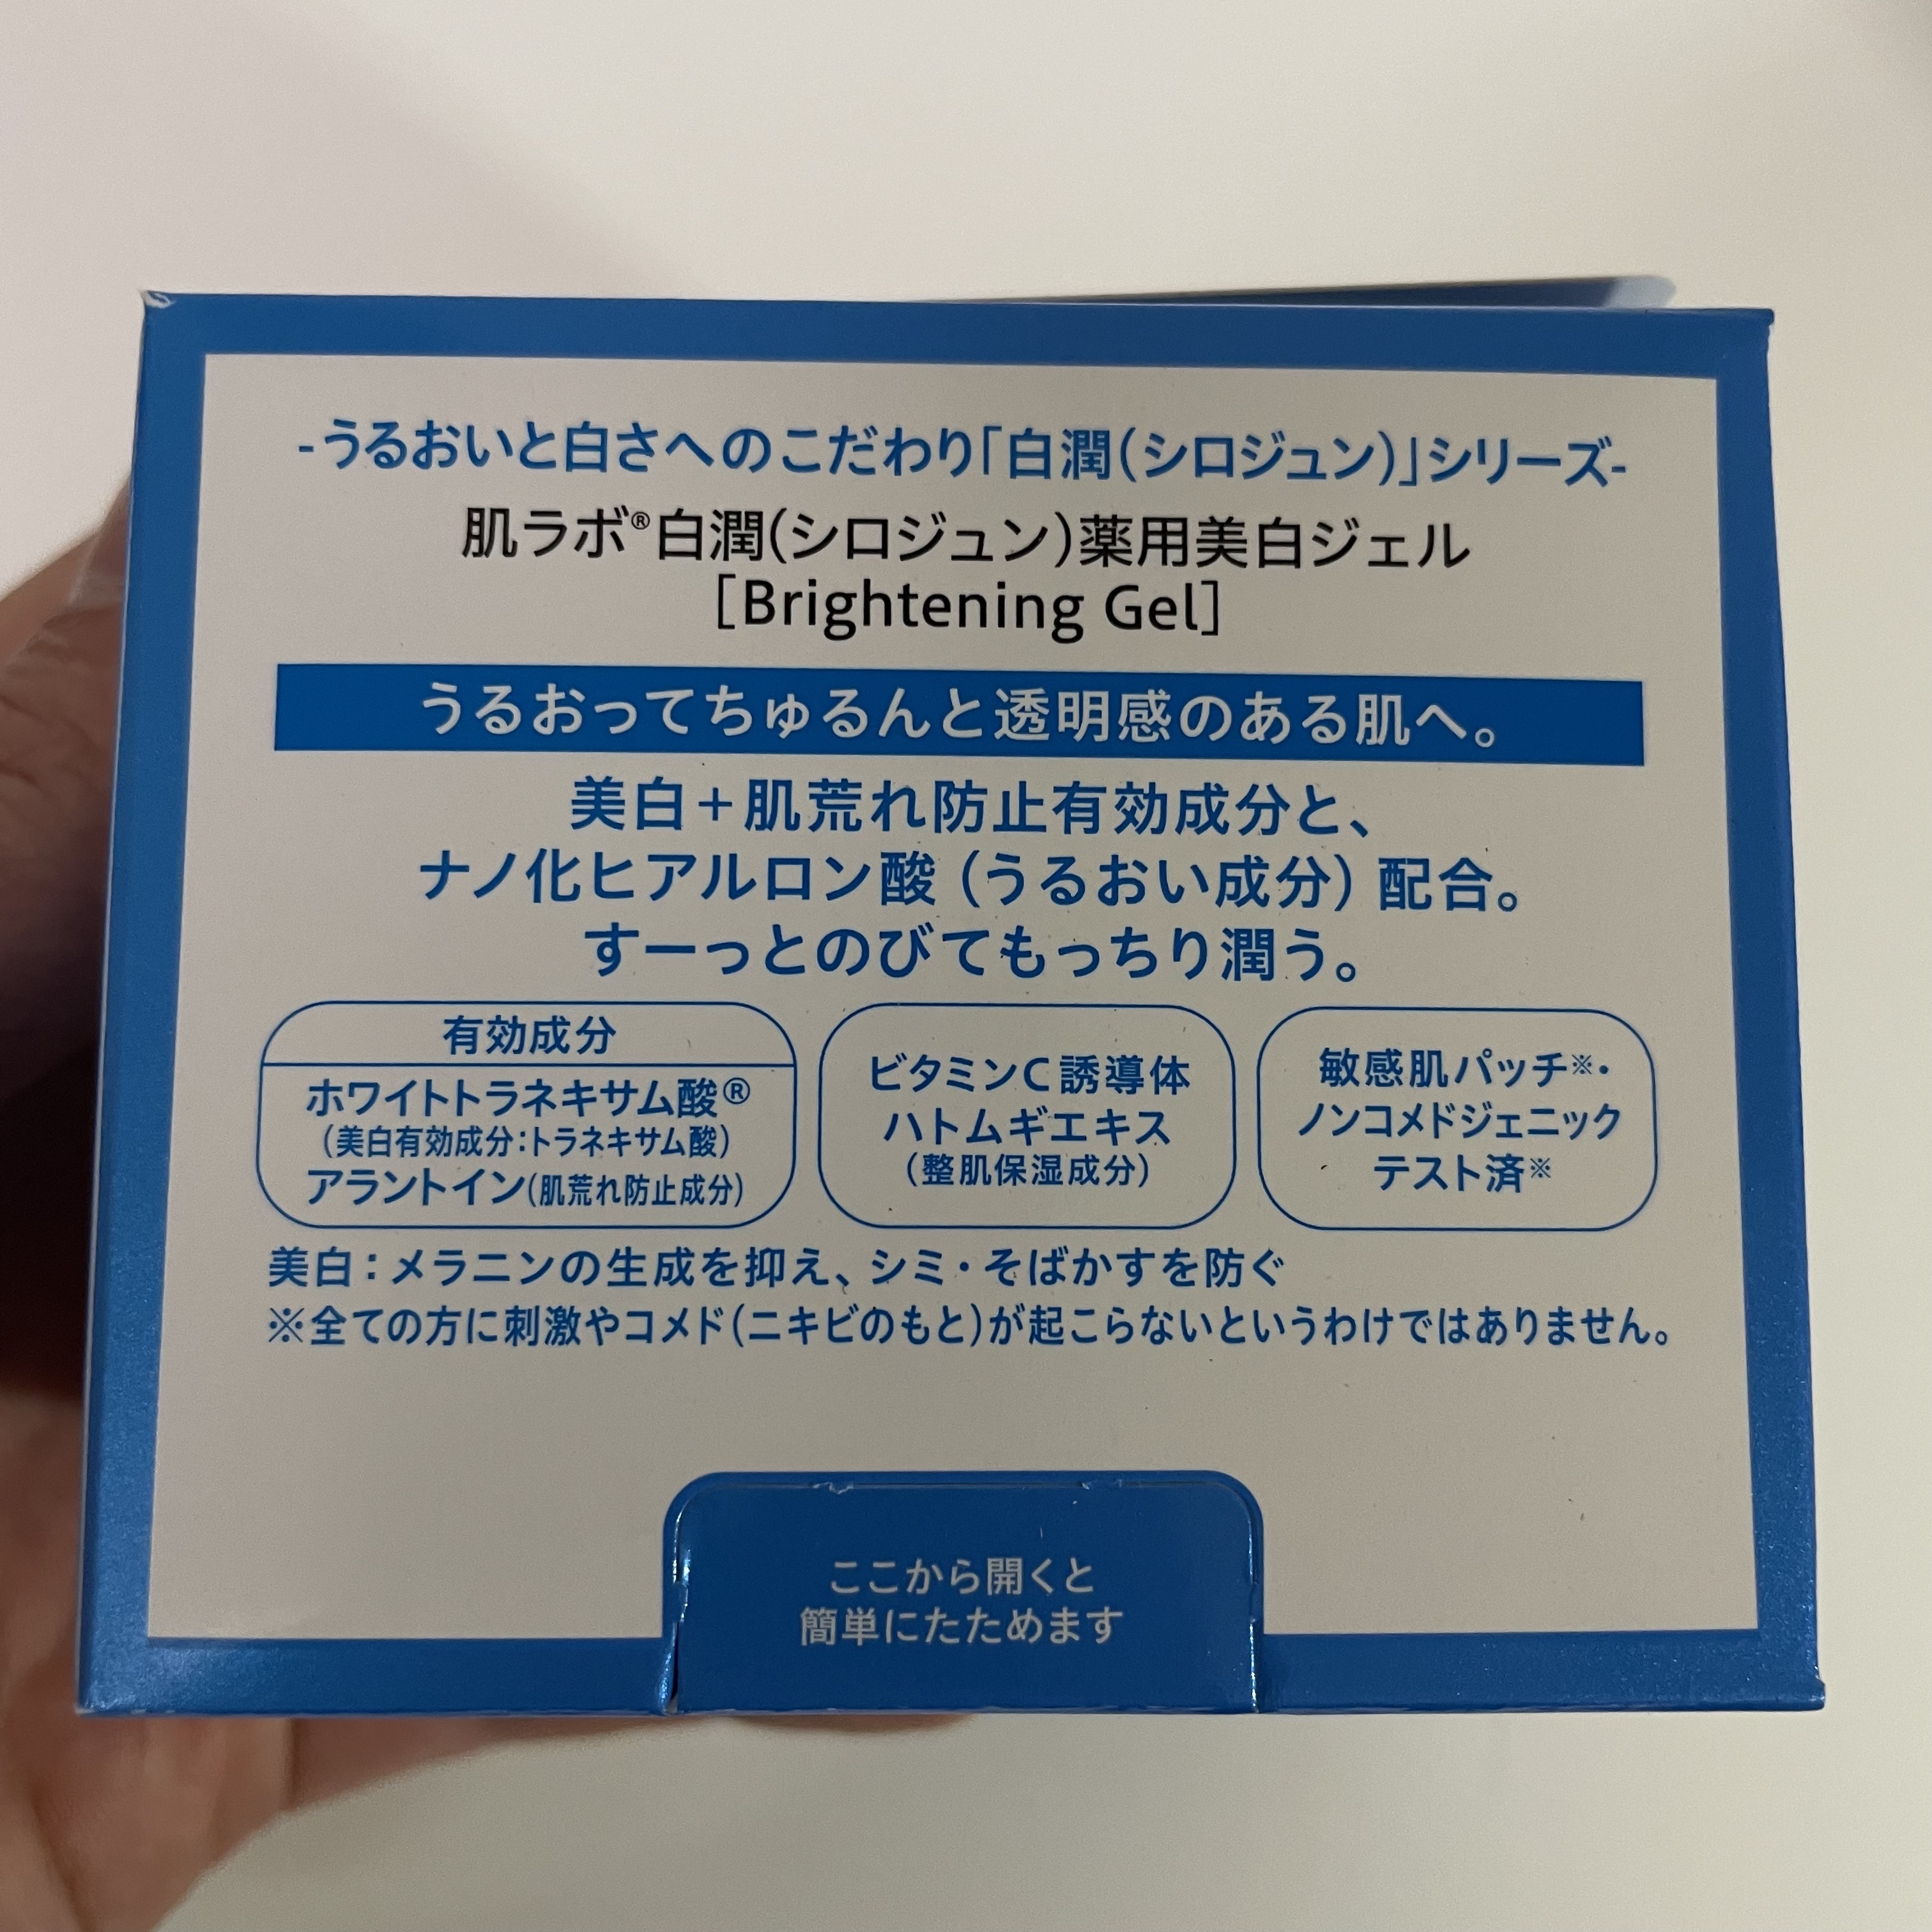 -うるおいと白さへのこだわり「白潤(シロジュン)」シリーズ-
肌ラボ®白潤(シロジュン)薬用美白ジェル
[Brightening Gel]
うるおってちゅるんと透明感のある肌へ。
美白+肌荒れ防止有効成分と、
ナノ化ヒアルロン酸(うるおい成分)配合。
すーっとのびてもっちり潤う。
有効成分
ホワイトトラネキサム酸®
(美白有効成分:トラネキサム酸)
アラントイン(肌荒れ防止成分)
ビタミンC誘導体
ハトムギエキス
(整肌保湿成分)
敏感肌パッチ※・
ノンコメドジェニック
テスト済※
美白:メラニンの生成を抑え、シミ・そばかすを防ぐ
※全ての方に刺激やコメド(ニキビのもと)が起こらないというわけではありません。
ここから開くと
簡単にたためます